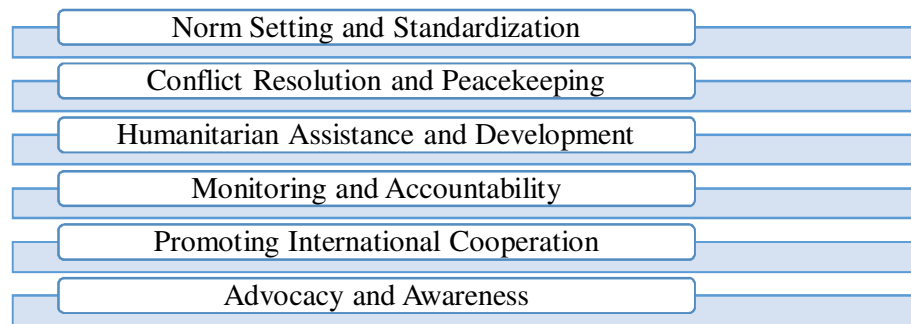 Norm Setting and Standardization
Conflict Resolution and Peacekeeping
Humanitarian Assistance and Development
Monitoring and Accountability
Promoting International Cooperation
Advocacy and Awareness